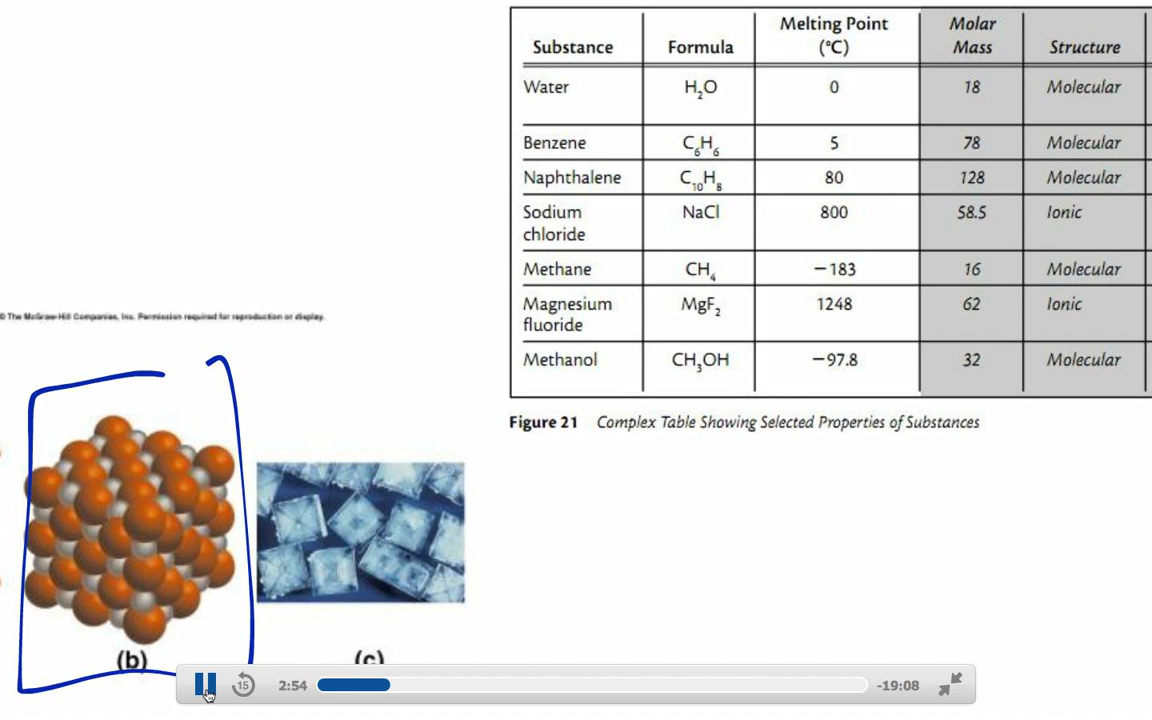 Substance Formula Melting Point (°C) Molar Mass Structure
Water H₂O 0 18 Molecular
Benzene C₆H₆ 5 78 Molecular
Naphthalene C₁₀H₈ 80 128 Molecular
Sodium chloride NaCl 800 58.5 Ionic
Methane CH₄ −183 16 Molecular
Magnesium fluoride MgF₂ 1248 62 Ionic
Methanol CH₃OH −97.8 32 Molecular
Figure 21 Complex Table Showing Selected Properties of Substances
© The McGraw-Hill Companies, Inc. Permission required for reproduction or display.
(b) (c)
15 2:54 -19:08